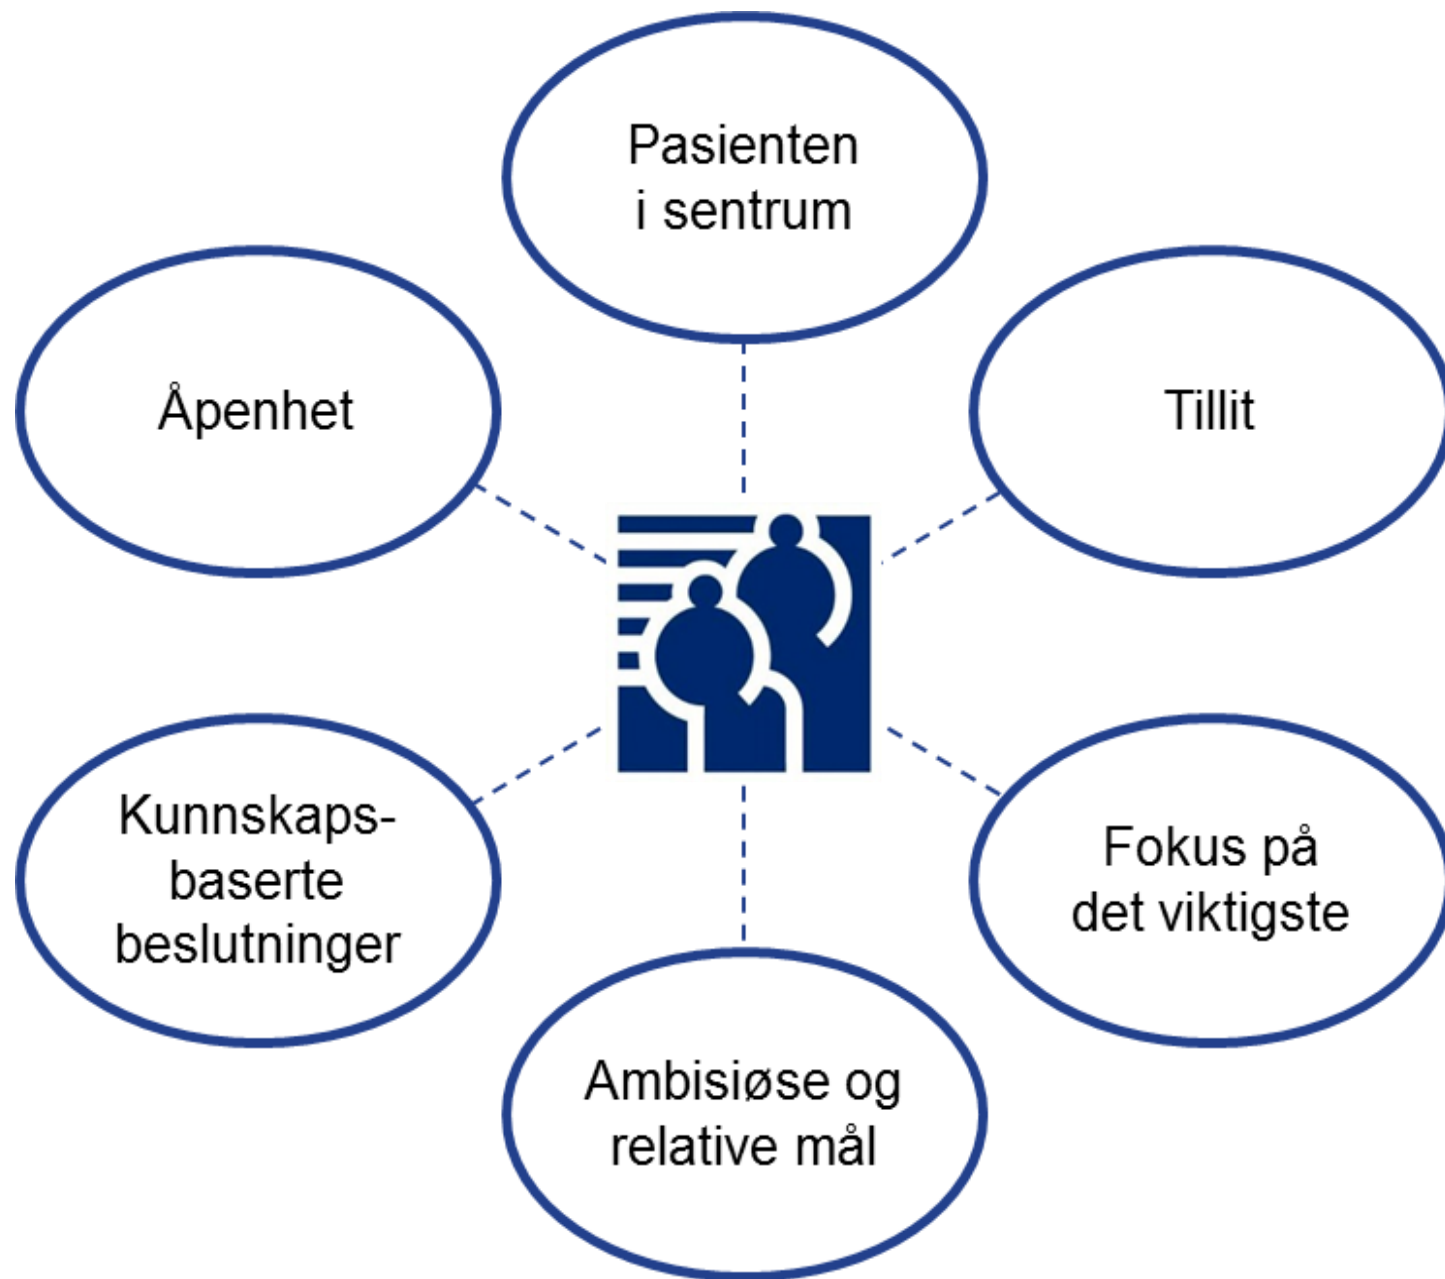 Pasienten
i sentrum
Åpenhet
Tillit
Kunnskaps-
baserte
beslutninger
Fokus på
det viktigste
Ambisiøse og
relative mål